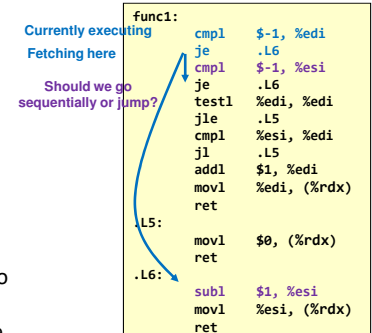 func1:
Currently executing
cmpl $-1, %edi
Fetching here
je .L6
cmpl $-1, %esi
Should we go
sequentially or jump?
je .L6
testl %edi, %edi
jle .L5
cmpl %esi, %edi
jl .L5
addl $1, %edi
movl %edi, (%rdx)
ret
.L5:
movl $0, (%rdx)
ret
.L6:
subl $1, %esi
movl %esi, (%rdx)
ret